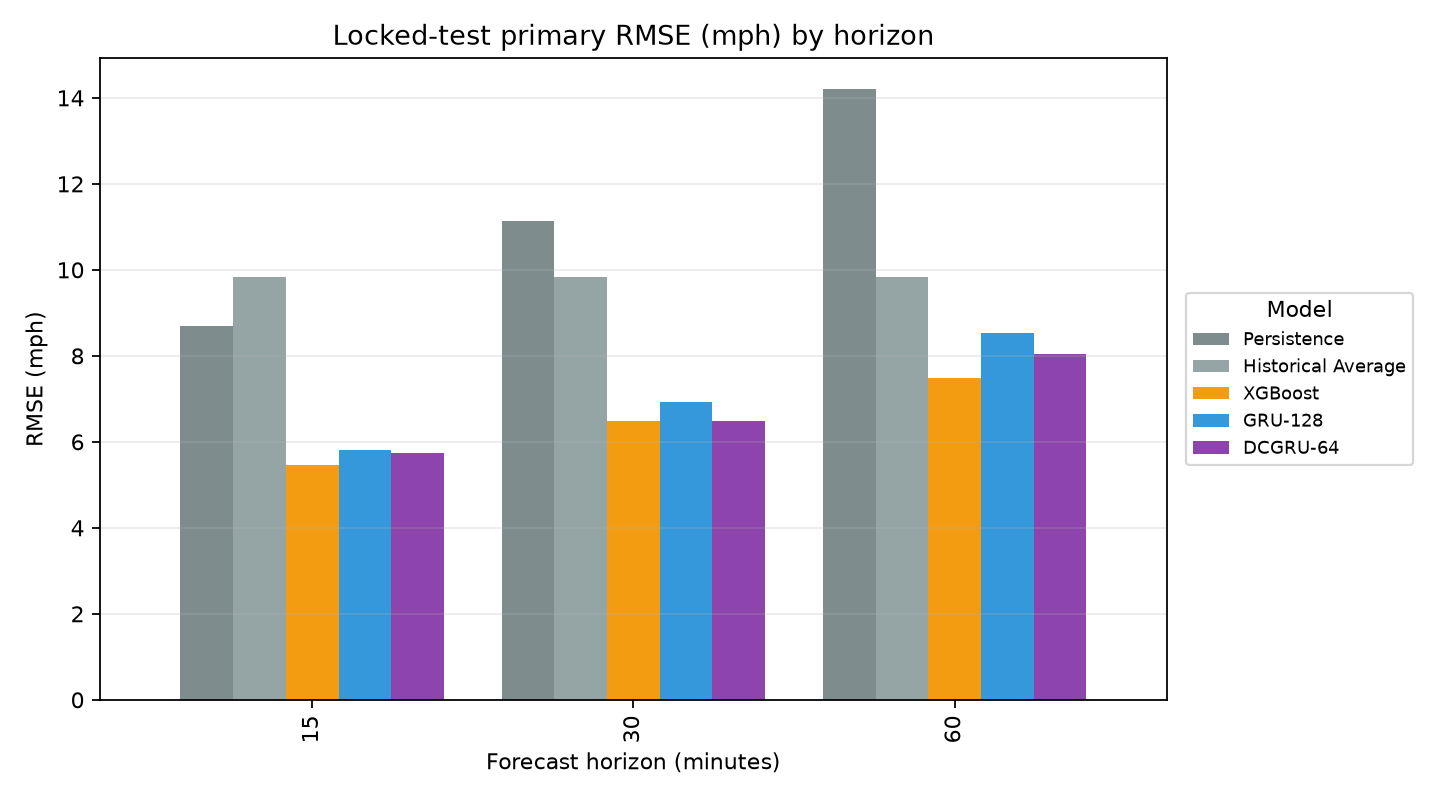 Locked-test primary RMSE (mph) by horizon
14
12
10
8
6
4
2
0
RMSE (mph)
15
30
60
Forecast horizon (minutes)
Model
Persistence
Historical Average
XGBoost
GRU-128
DCGRU-64